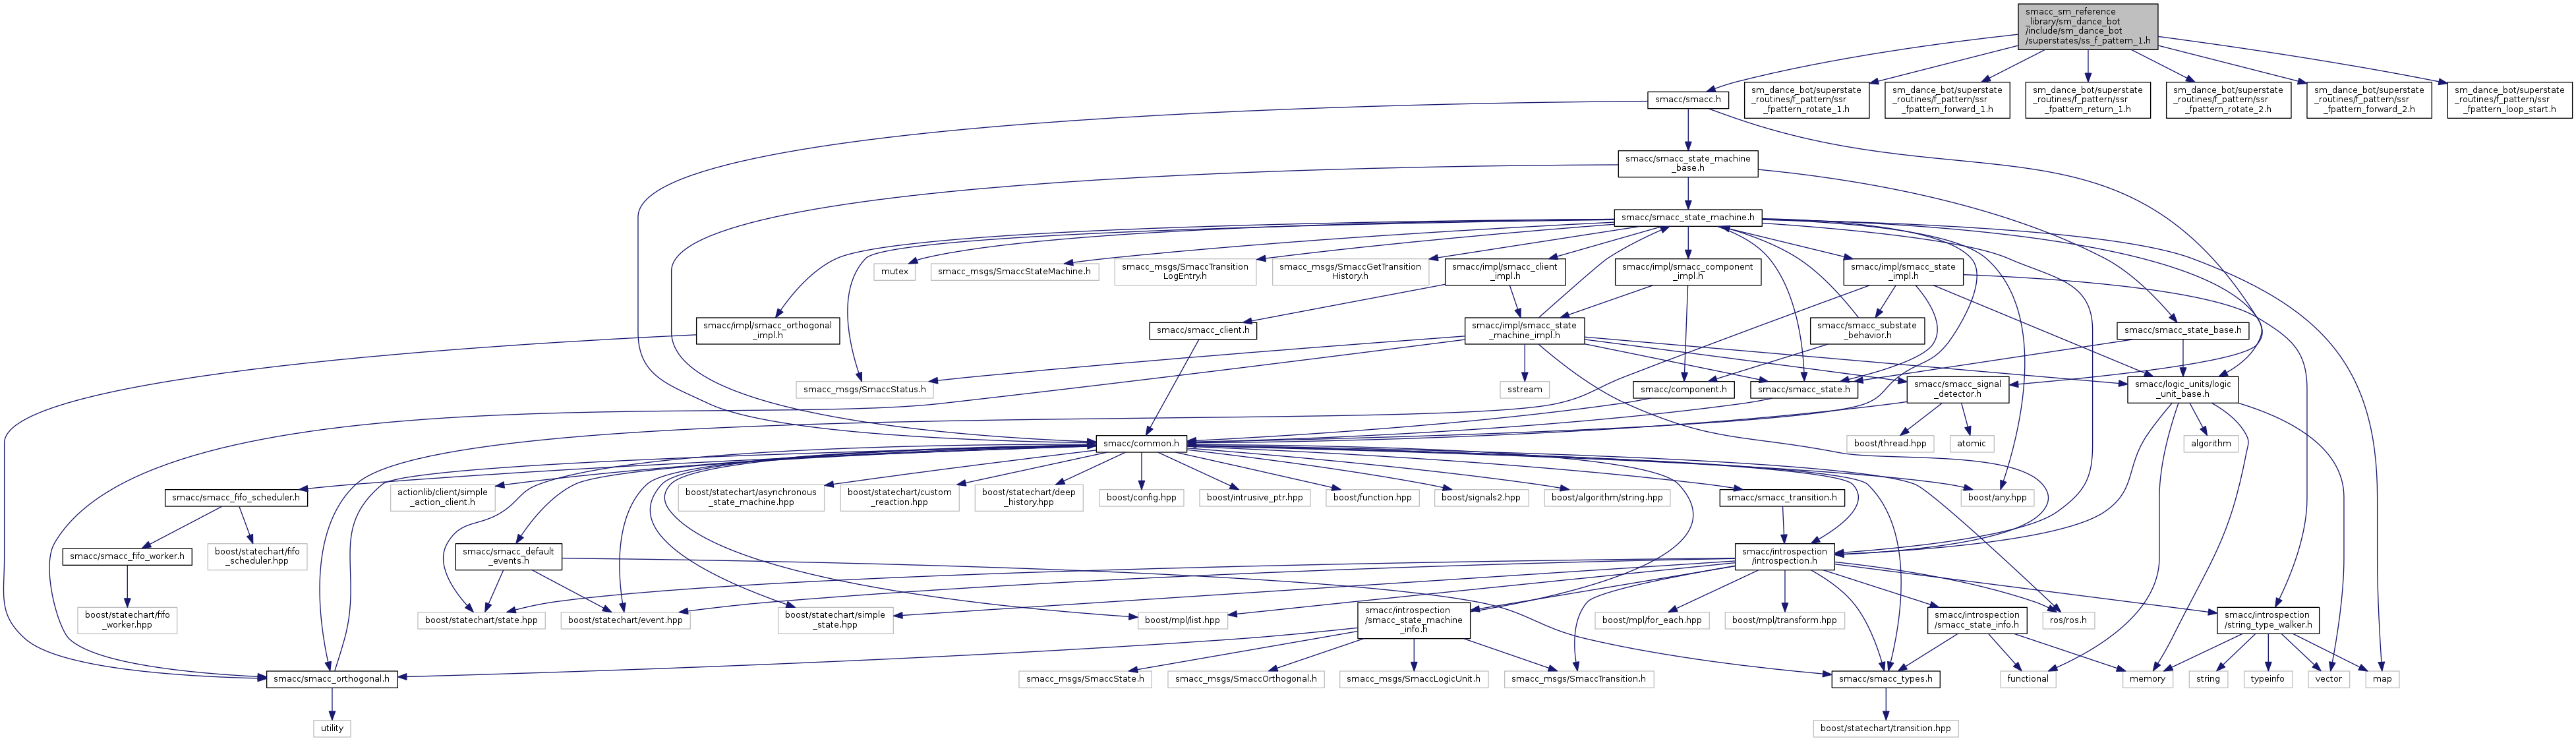 smacc_sm_reference
_library/sm_dance_bot
/include/sm_dance_bot
/superstates/ss_f_pattern_1.h
smacc/smacc.h
sm_dance_bot/superstate
_routines/f_pattern/ssr
_fpattern_rotate_1.h
sm_dance_bot/superstate
_routines/f_pattern/ssr
_fpattern_forward_1.h
sm_dance_bot/superstate
_routines/f_pattern/ssr
_fpattern_return_1.h
sm_dance_bot/superstate
_routines/f_pattern/ssr
_fpattern_rotate_2.h
sm_dance_bot/superstate
_routines/f_pattern/ssr
_fpattern_forward_2.h
sm_dance_bot/superstate
_routines/f_pattern/ssr
_fpattern_loop_start.h
smacc/smacc_state_machine
_base.h
smacc/smacc_state_machine.h
mutex
smacc_msgs/SmaccStateMachine.h
smacc_msgs/SmaccTransition
LogEntry.h
smacc_msgs/SmaccGetTransition
History.h
smacc/impl/smacc_client
_impl.h
smacc/impl/smacc_component
_impl.h
smacc/impl/smacc_state
_impl.h
smacc/impl/smacc_orthogonal
_impl.h
smacc/smacc_client.h
smacc/impl/smacc_state
_machine_impl.h
smacc/smacc_substate
_behavior.h
smacc/smacc_state_base.h
smacc_msgs/SmaccStatus.h
sstream
smacc/component.h
smacc/smacc_state.h
smacc/smacc_signal
_detector.h
smacc/logic_units/logic
_unit_base.h
smacc/common.h
boost/thread.hpp
atomic
algorithm
smacc/smacc_fifo_scheduler.h
actionlib/client/simple
_action_client.h
boost/statechart/asynchronous
_state_machine.hpp
boost/statechart/custom
_reaction.hpp
boost/statechart/deep
_history.hpp
boost/config.hpp
boost/intrusive_ptr.hpp
boost/function.hpp
boost/signals2.hpp
boost/algorithm/string.hpp
smacc/smacc_transition.h
boost/any.hpp
smacc/smacc_fifo_worker.h
boost/statechart/fifo
_scheduler.hpp
smacc/smacc_default
_events.h
smacc/introspection
/introspection.h
boost/statechart/fifo
_worker.hpp
boost/statechart/state.hpp
boost/statechart/event.hpp
boost/statechart/simple
_state.hpp
boost/mpl/list.hpp
smacc/introspection
/smacc_state_machine
_info.h
boost/mpl/for_each.hpp
boost/mpl/transform.hpp
smacc/introspection
/smacc_state_info.h
ros/ros.h
smacc/introspection
/string_type_walker.h
smacc/smacc_orthogonal.h
smacc_msgs/SmaccState.h
smacc_msgs/SmaccOrthogonal.h
smacc_msgs/SmaccLogicUnit.h
smacc_msgs/SmaccTransition.h
smacc/smacc_types.h
functional
memory
string
typeinfo
vector
map
utility
boost/statechart/transition.hpp